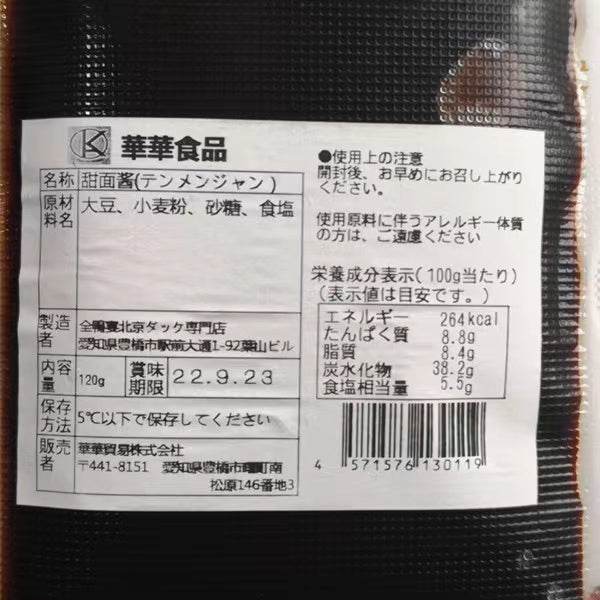 華華食品
名称 甜面酱(テンメンジャン)
原材料名 大豆、小麦粉、砂糖、食塩
製造者 全鴨宴北京ダック専門店
愛知県豊橋市駅前大通1-92葉山ビル
内容量 120g 賞味期限 22.9.23
保存方法 5℃以下で保存してください
販売者 華華貿易株式会社
〒441-8151 愛知県豊橋市曙町南
松原146番地3
●使用上の注意
開封後、お早めにお召し上がり
ください。
使用原料に伴うアレルギー体質
の方は、ご遠慮ください
栄養成分表示(100g当たり)
(表示値は目安です。)
エネルギー 264kcal
たんぱく質 8.8g
脂質 8.4g
炭水化物 38.2g
食塩相当量 5.5g
4 571576 130119